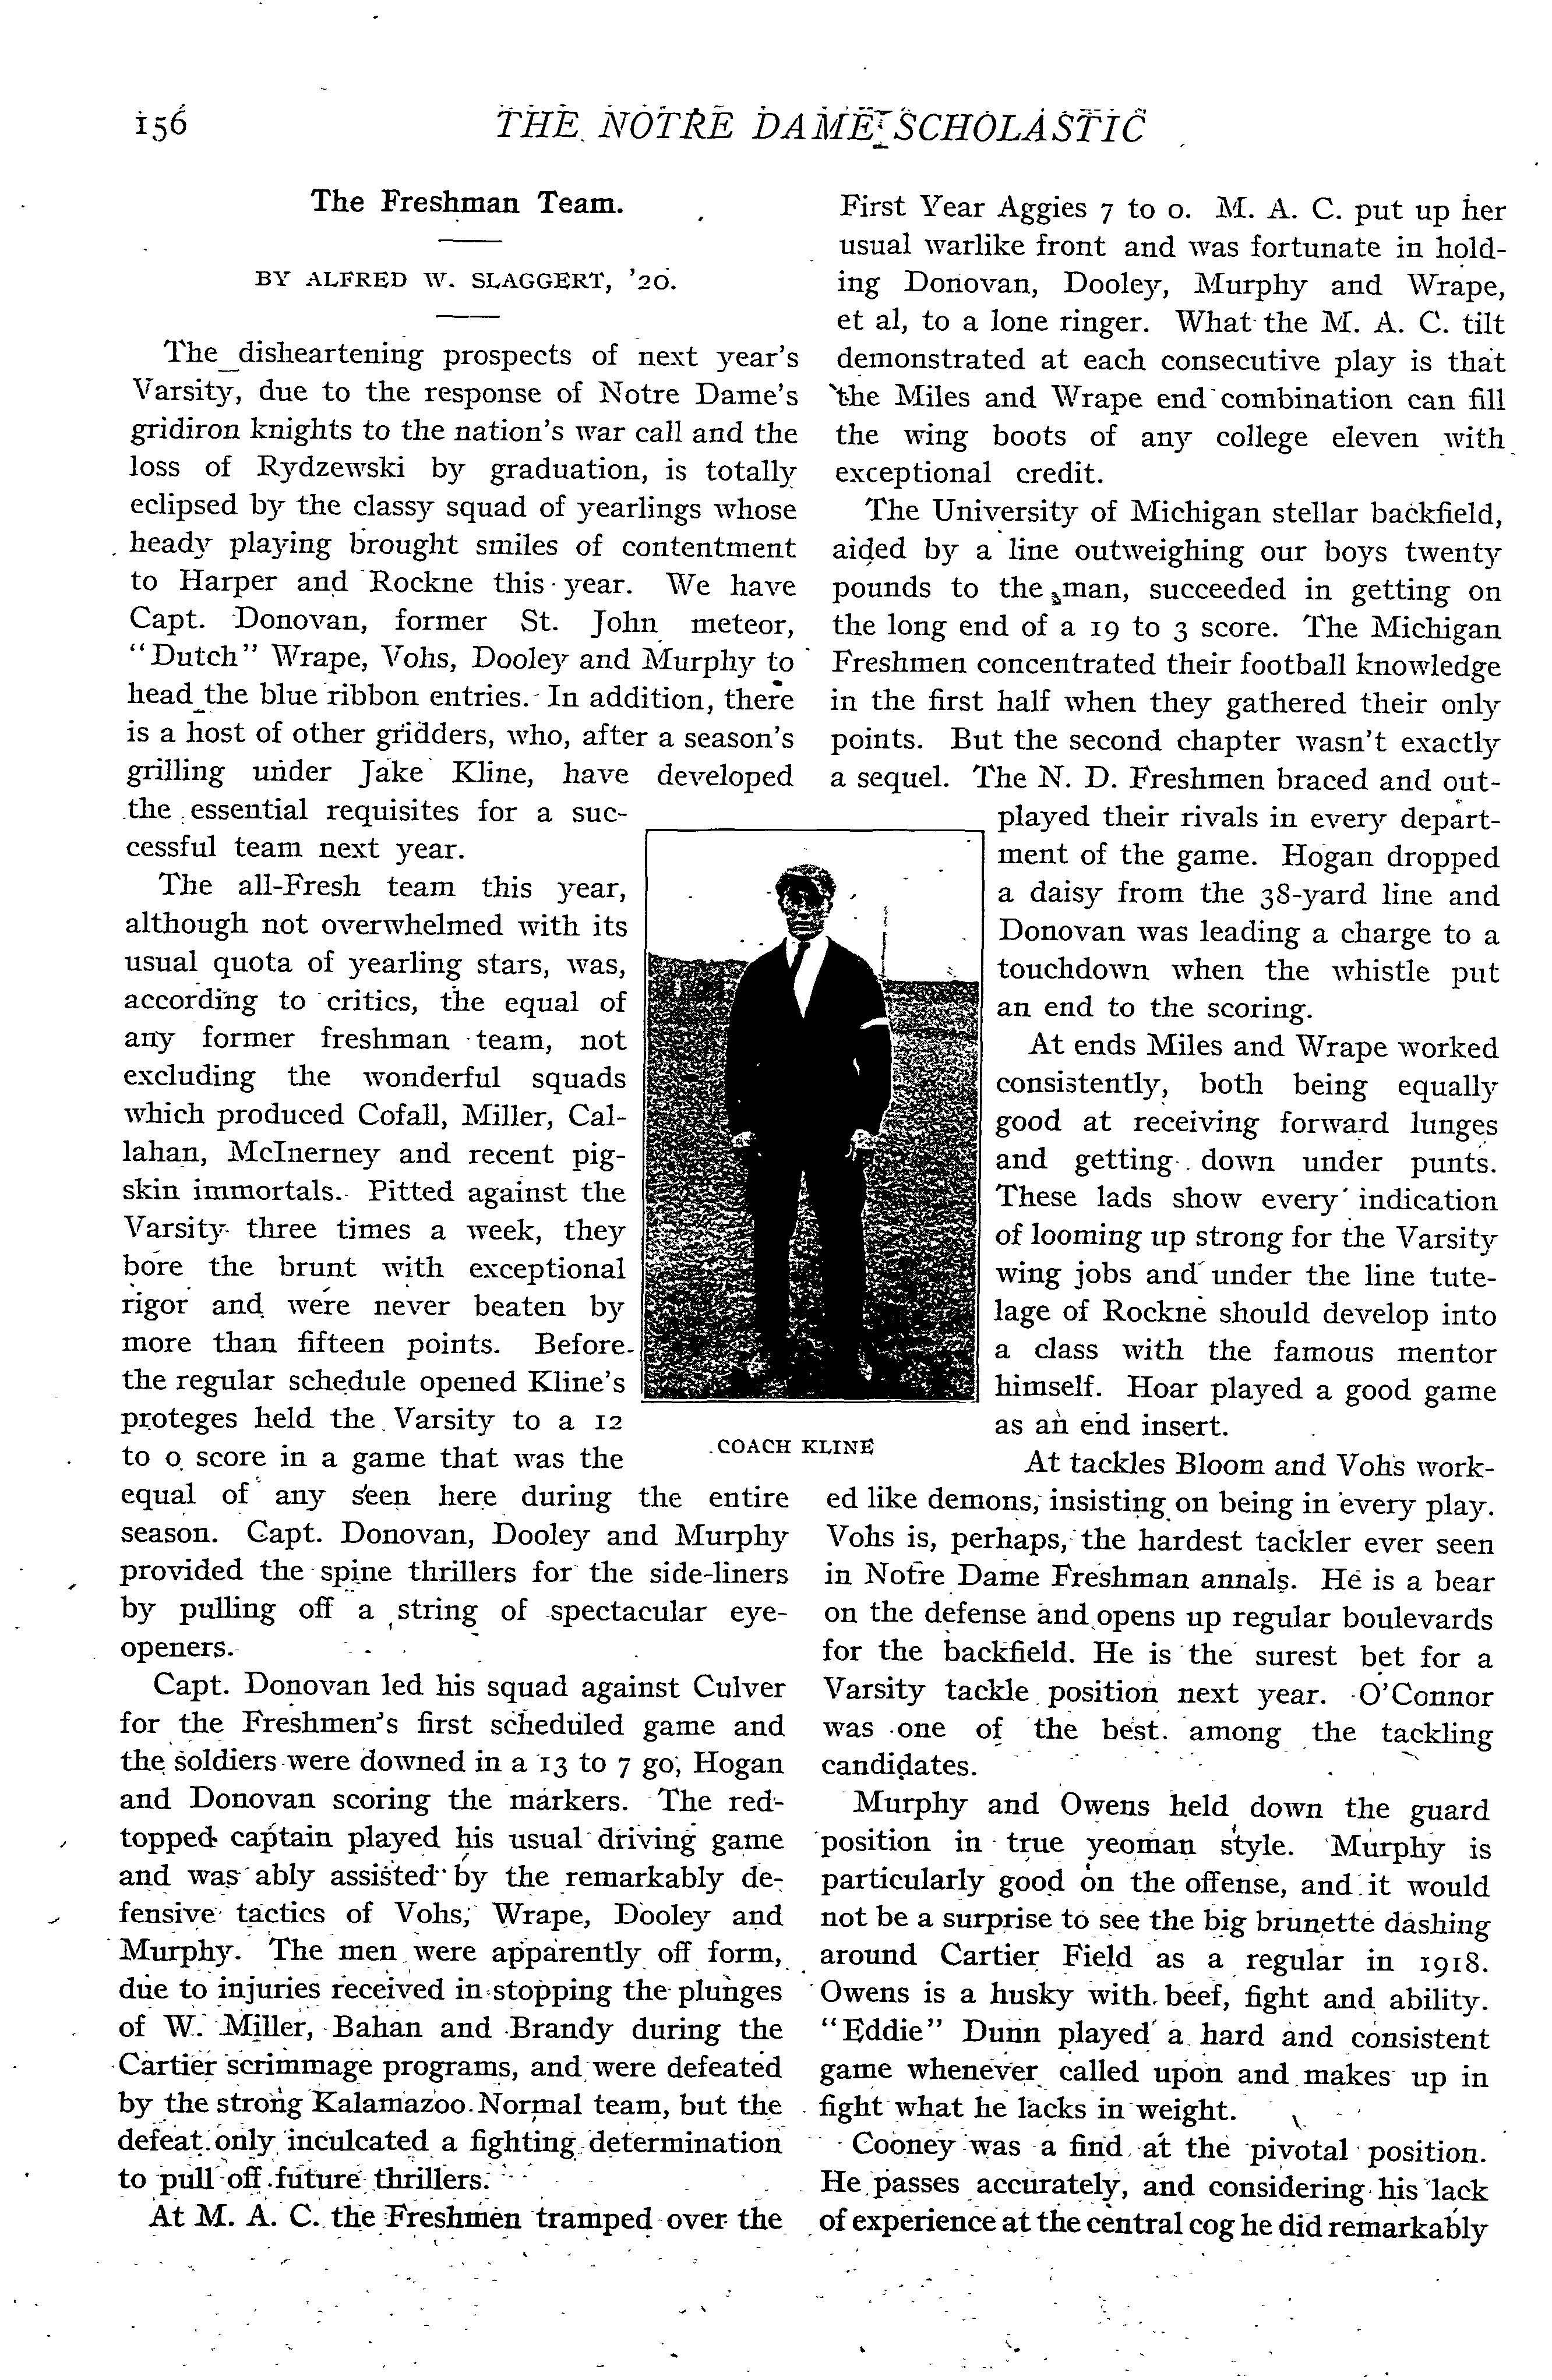 156
THE NOTRE DAME SCHOLASTIC
The Freshman Team.
BY ALFRED W. SLAGGERT, '20.
The disheartening prospects of next year's
Varsity, due to the response of Notre Dame's
gridiron knights to the nation's war call and the
loss of Rydzewski by graduation, is totally
eclipsed by the classy squad of yearlings whose
heady playing brought smiles of contentment
to Harper and Rockne this year. We have
Capt. Donovan, former St. John meteor,
"Dutch" Wrape, Vohs, Dooley and Murphy to
head the blue ribbon entries. In addition, there
is a host of other gridders, who, after a season's
grilling under Jake Kline, have developed
the essential requisites for a suc-
cessful team next year.
The all-Fresh team this year,
although not overwhelmed with its
usual quota of yearling stars, was,
according to critics, the equal of
any former freshman team, not
excluding the wonderful squads
which produced Cofall, Miller, Cal-
lahan, McInerney and recent pig-
skin immortals. Pitted against the
Varsity three times a week, they
bore the brunt with exceptional
rigor and were never beaten by
more than fifteen points. Before
the regular schedule opened Kline's
proteges held the Varsity to a 12
to 0 score in a game that was the
equal of any seen here during the entire
season. Capt. Donovan, Dooley and Murphy
provided the spine thrillers for the side-liners
by pulling off a string of spectacular eye-
openers.
Capt. Donovan led his squad against Culver
for the Freshmen's first scheduled game and
the soldiers were downed in a 13 to 7 go, Hogan
and Donovan scoring the markers. The red-
topped captain played his usual driving game
and was ably assisted by the remarkably de-
fensive tactics of Vohs, Wrape, Dooley and
Murphy. The men were apparently off form,
due to injuries received in stopping the plunges
of W. Miller, Bahan and Brandy during the
Cartier scrimmage programs, and were defeated
by the strong Kalamazoo Normal team, but the
defeat only inculcated a fighting determination
to pull off future thrillers.
At M. A. C. the Freshmen tramped over the
COACH KLINE
First Year Aggies 7 to 0. M. A. C. put up her
usual warlike front and was fortunate in hold-
ing Donovan, Dooley, Murphy and Wrape,
et al, to a lone ringer. What the M. A. C. tilt
demonstrated at each consecutive play is that
the Miles and Wrape end combination can fill
the wing boots of any college eleven with
exceptional credit.
The University of Michigan stellar backfield,
aided by a line outweighing our boys twenty
pounds to the man, succeeded in getting on
the long end of a 19 to 3 score. The Michigan
Freshmen concentrated their football knowledge
in the first half when they gathered their only
points. But the second chapter wasn't exactly
a sequel. The N. D. Freshmen braced and out-
played their rivals in every depart-
ment of the game. Hogan dropped
a daisy from the 38-yard line and
Donovan was leading a charge to a
touchdown when the whistle put
an end to the scoring.
At ends Miles and Wrape worked
consistently, both being equally
good at receiving forward lunges
and getting down under punts.
These lads show every indication
of looming up strong for the Varsity
wing jobs and under the line tute-
lage of Rockne should develop into
a class with the famous mentor
himself. Hoar played a good game
as an end insert.
At tackles Bloom and Vohs work-
ed like demons, insisting on being in every play.
Vohs is, perhaps, the hardest tackler ever seen
in Notre Dame Freshman annals. He is a bear
on the defense and opens up regular boulevards
for the backfield. He is the surest bet for a
Varsity tackle position next year. O'Connor
was one of the best among the tackling
candidates.
Murphy and Owens held down the guard
position in true yeoman style. Murphy is
particularly good on the offense, and it would
not be a surprise to see the big brunette dashing
around Cartier Field as a regular in 1918.
Owens is a husky with beef, fight and ability.
"Eddie" Dunn played a hard and consistent
game whenever called upon and makes up in
fight what he lacks in weight.
Cooney was a find at the pivotal position.
He passes accurately, and considering his lack
of experience at the central cog he did remarkably